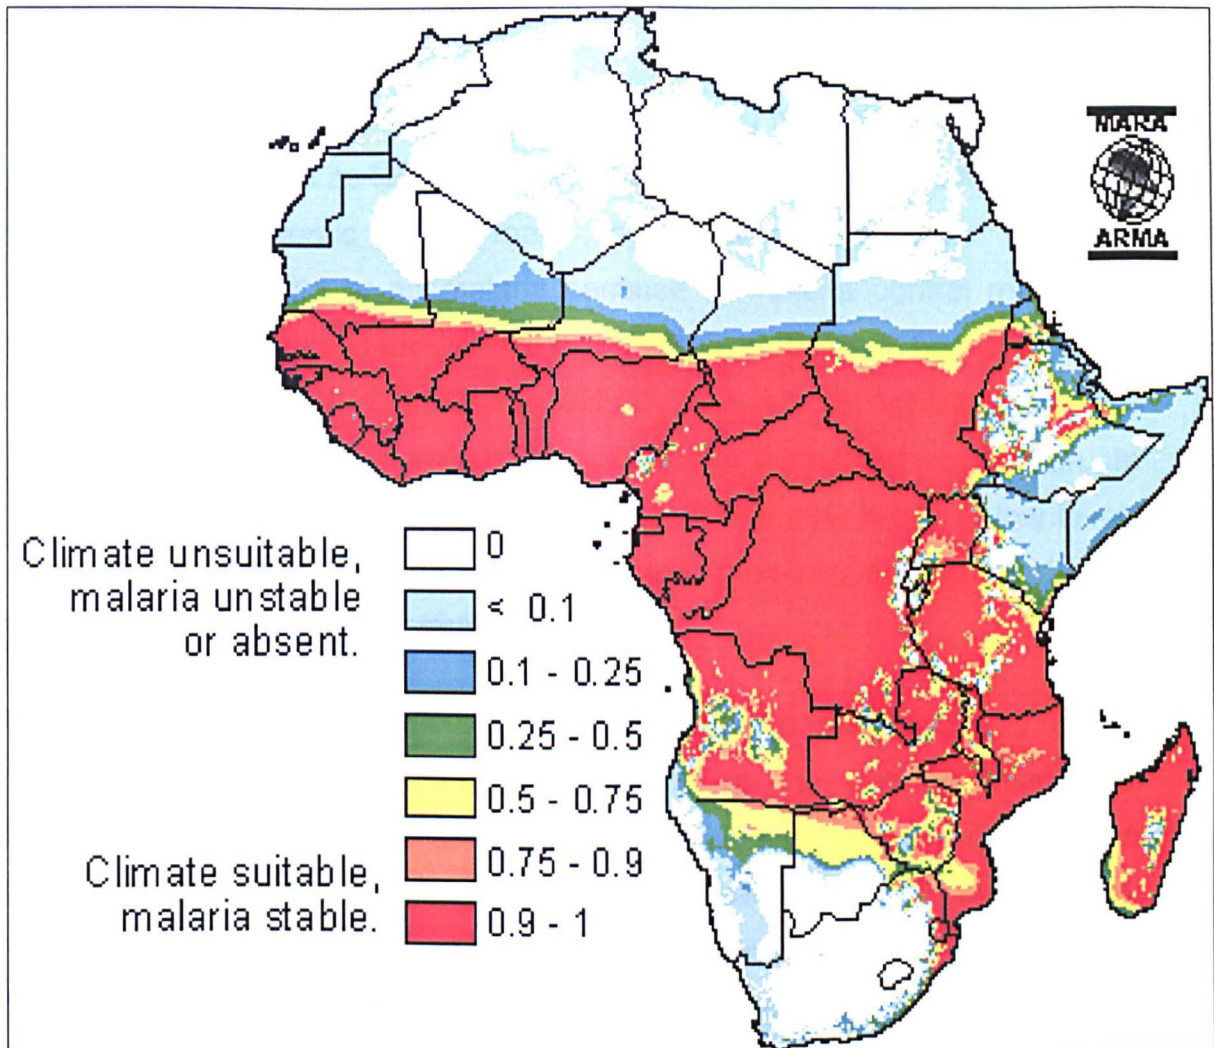 MARA
ARMA
Climate unsuitable,
malaria unstable
or absent.
0
< 0.1
0.1 - 0.25
0.25 - 0.5
0.5 - 0.75
0.75 - 0.9
0.9 - 1
Climate suitable,
malaria stable.